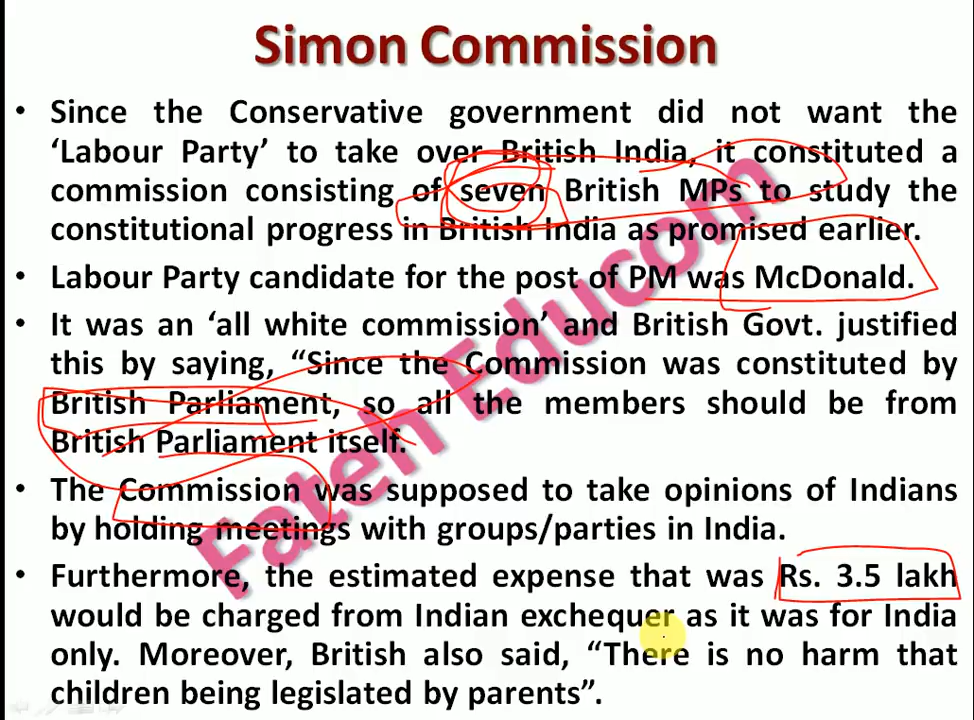 Simon Commission
• Since the Conservative government did not want the
‘Labour Party’ to take over British India, it constituted a
commission consisting of seven British MPs to study the
constitutional progress in British India as promised earlier.
• Labour Party candidate for the post of PM was McDonald.
• It was an ‘all white commission’ and British Govt. justified
this by saying, “Since the Commission was constituted by
British Parliament, so all the members should be from
British Parliament itself.
• The Commission was supposed to take opinions of Indians
by holding meetings with groups/parties in India.
• Furthermore, the estimated expense that was Rs. 3.5 lakh
would be charged from Indian exchequer as it was for India
only. Moreover, British also said, “There is no harm that
children being legislated by parents”.
Fateh Educom